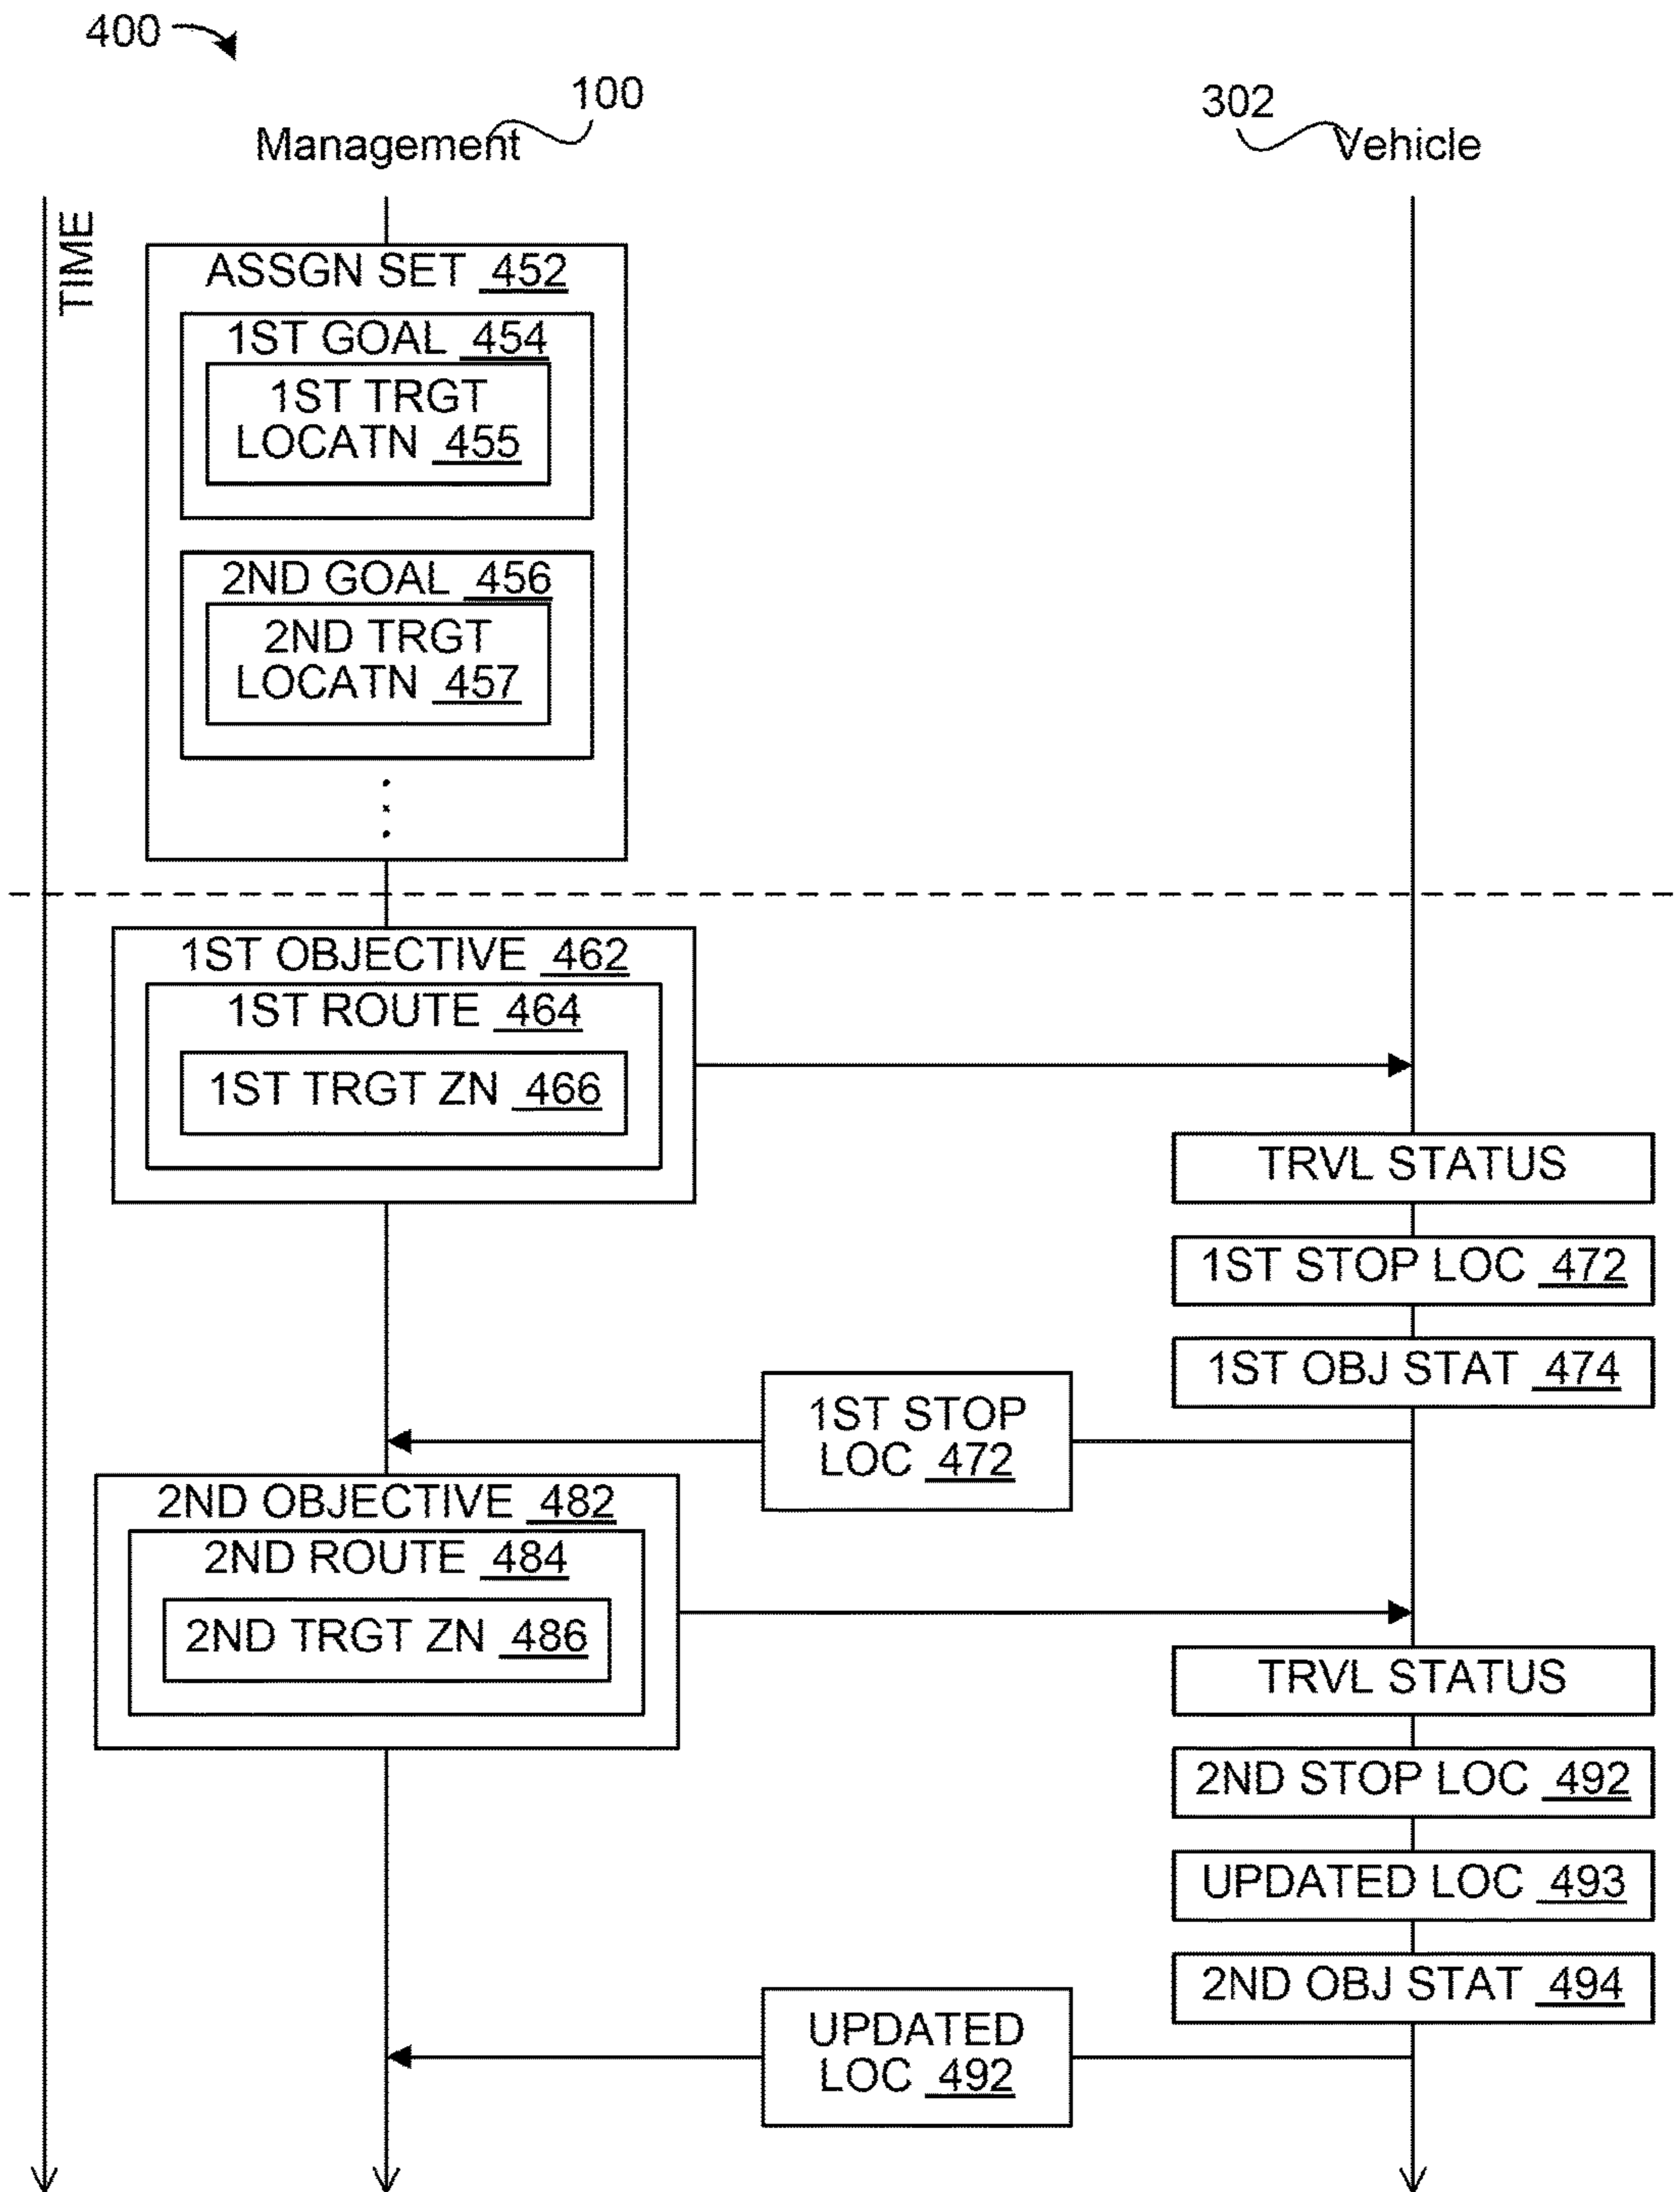 400
100
302
Management
Vehicle
TIME
ASSGN SET 452
1ST GOAL 454
1ST TRGT
LOCATN 455
2ND GOAL 456
2ND TRGT
LOCATN 457
1ST OBJECTIVE 462
1ST ROUTE 464
1ST TRGT ZN 466
TRVL STATUS
1ST STOP LOC 472
1ST OBJ STAT 474
1ST STOP
LOC 472
2ND OBJECTIVE 482
2ND ROUTE 484
2ND TRGT ZN 486
TRVL STATUS
2ND STOP LOC 492
UPDATED LOC 493
2ND OBJ STAT 494
UPDATED
LOC 492